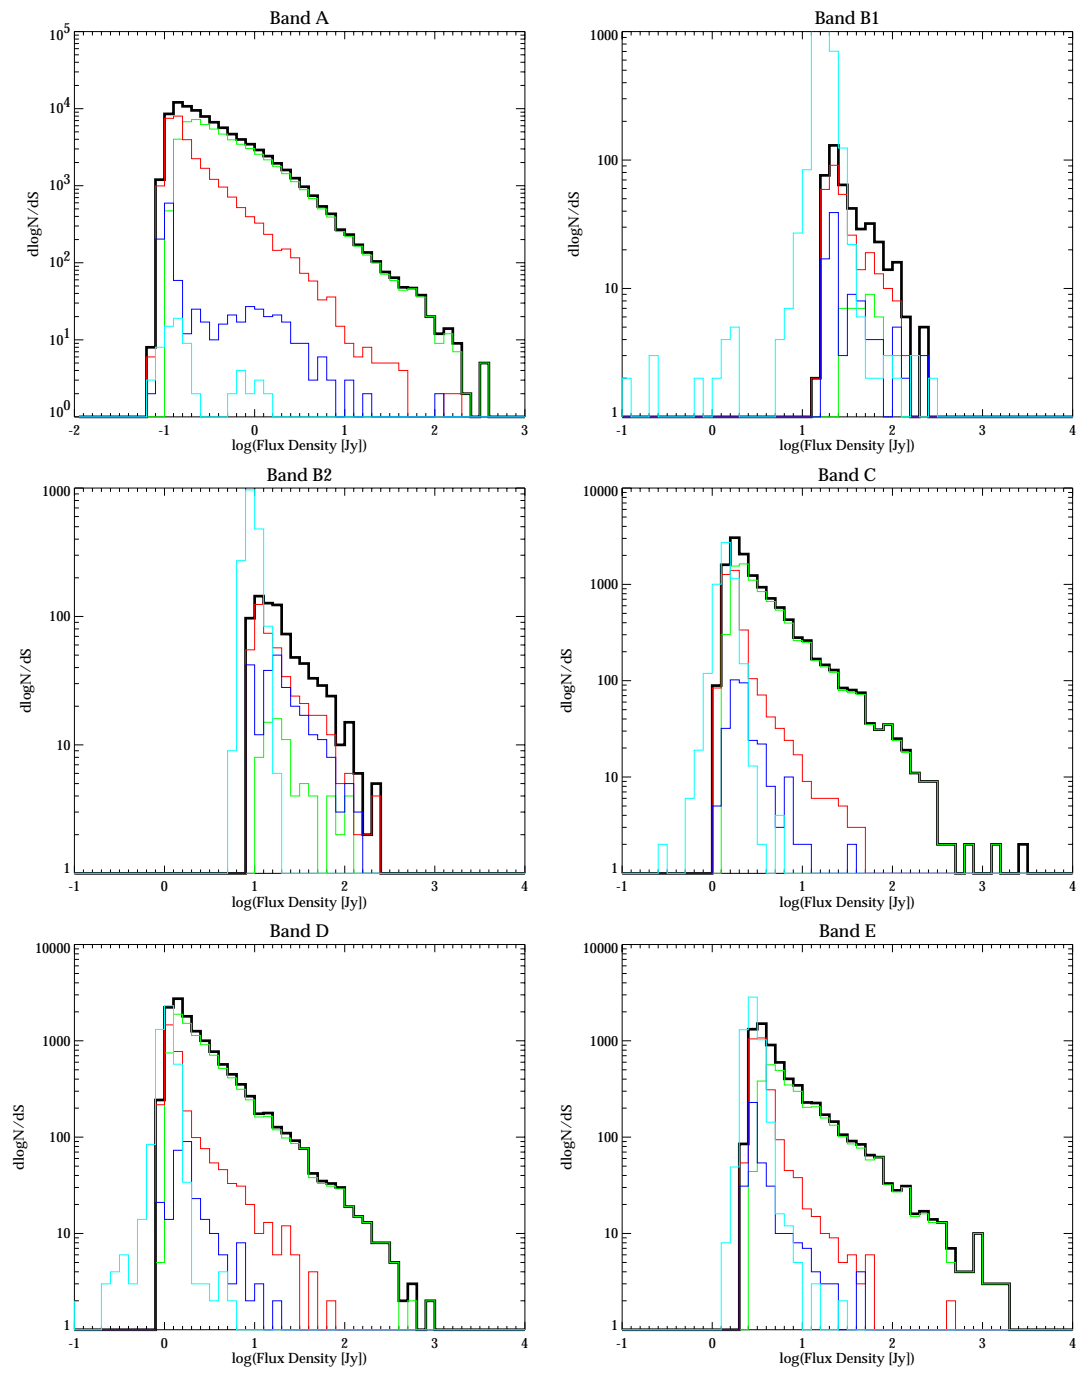 Band A
10^5
10^4
10^3
10^2
10^1
10^0
dlogN/dS
-2 -1 0 1 2 3
log(Flux Density [Jy])
Band B1
1000
100
10
1
dlogN/dS
-1 0 1 2 3 4
log(Flux Density [Jy])
Band B2
1000
100
10
1
dlogN/dS
-1 0 1 2 3 4
log(Flux Density [Jy])
Band C
10000
1000
100
10
1
dlogN/dS
-1 0 1 2 3 4
log(Flux Density [Jy])
Band D
10000
1000
100
10
1
dlogN/dS
-1 0 1 2 3 4
log(Flux Density [Jy])
Band E
10000
1000
100
10
1
dlogN/dS
-1 0 1 2 3 4
log(Flux Density [Jy])